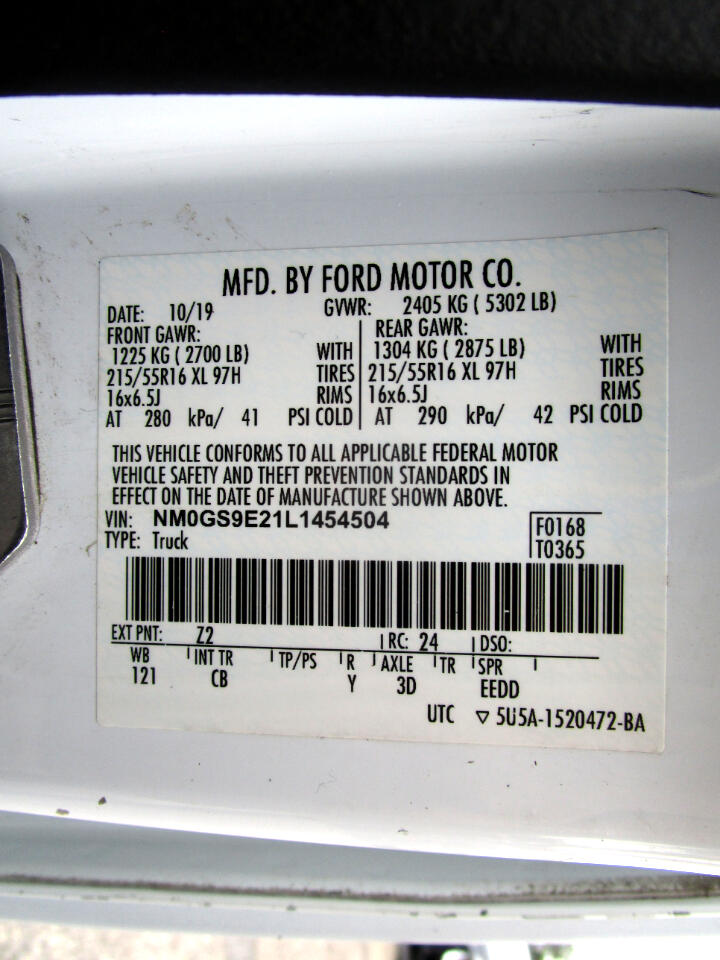 MFD. BY FORD MOTOR CO.
DATE: 10/19 GVWR: 2405 KG ( 5302 LB)
FRONT GAWR: REAR GAWR:
1225 KG ( 2700 LB) WITH 1304 KG ( 2875 LB) WITH
215/55R16 XL 97H TIRES 215/55R16 XL 97H TIRES
16x6.5J RIMS 16x6.5J RIMS
AT 280 kPa/ 41 PSI COLD AT 290 kPa/ 42 PSI COLD
THIS VEHICLE CONFORMS TO ALL APPLICABLE FEDERAL MOTOR
VEHICLE SAFETY AND THEFT PREVENTION STANDARDS IN
EFFECT ON THE DATE OF MANUFACTURE SHOWN ABOVE.
VIN: NM0GS9E21L1454504 F0168
TYPE: Truck T0365
EXT PNT: Z2 RC: 24 DSO:
WB INT TR TP/PS R AXLE TR SPR
121 CB Y 3D EEDD
UTC ▽ 5U5A-1520472-BA